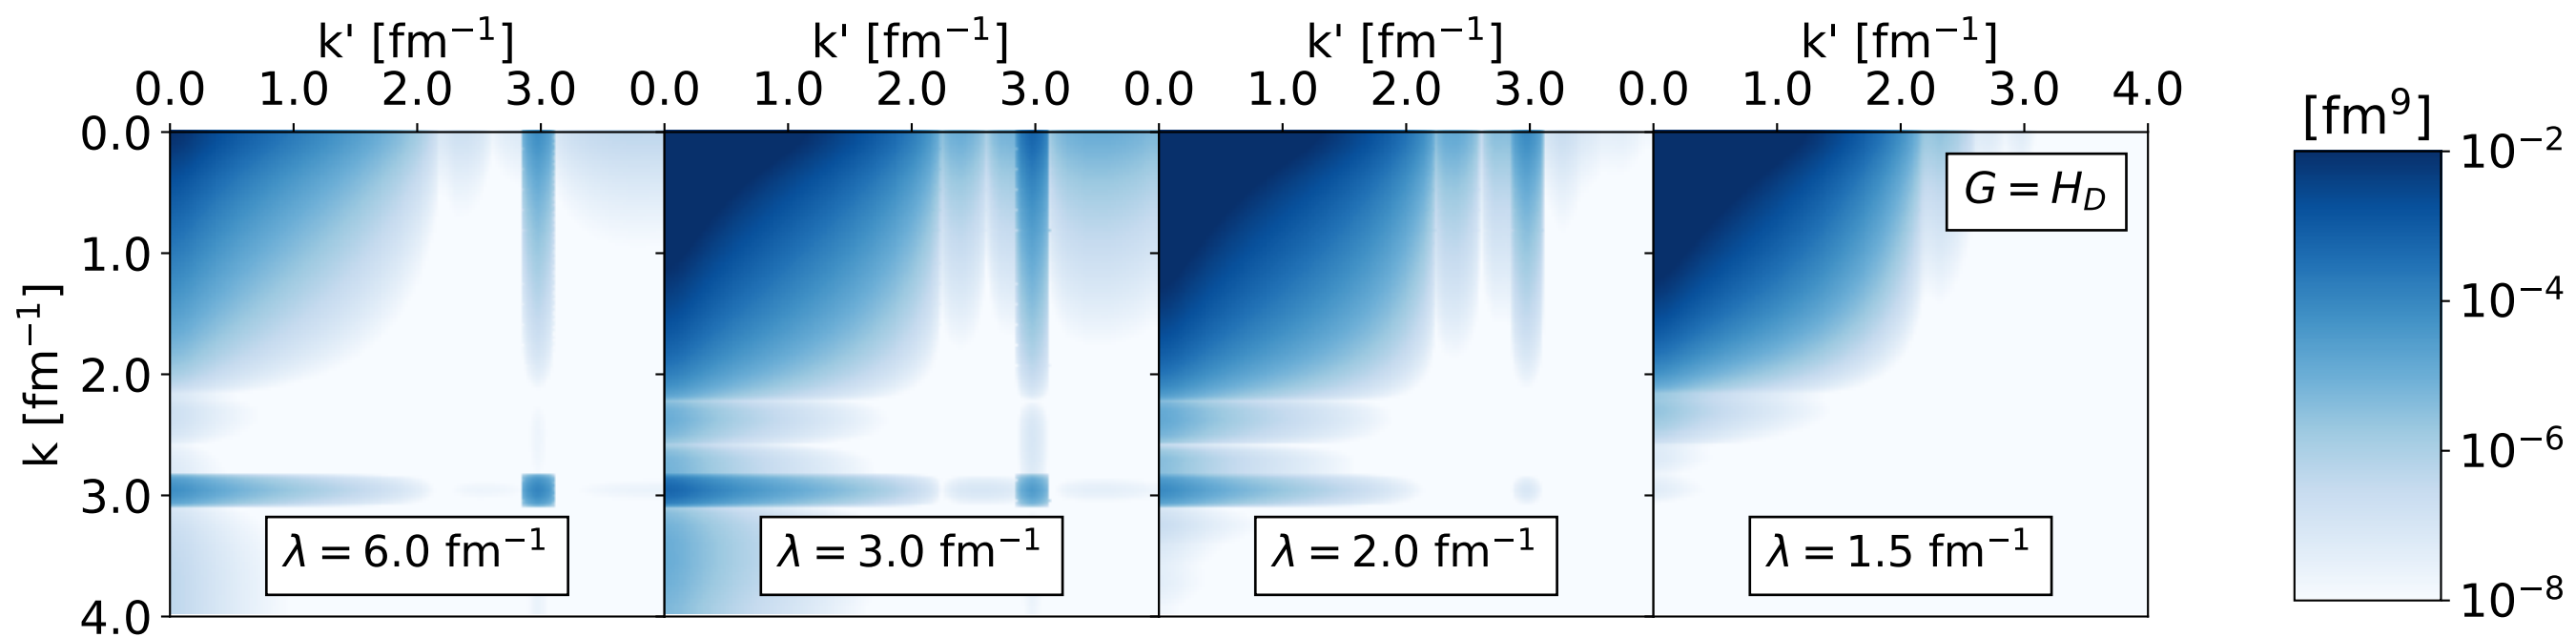 k' [fm⁻¹] k' [fm⁻¹] k' [fm⁻¹] k' [fm⁻¹]
0.0 1.0 2.0 3.0 0.0 1.0 2.0 3.0 0.0 1.0 2.0 3.0 0.0 1.0 2.0 3.0 4.0
k [fm⁻¹]
0.0
1.0
2.0
3.0
4.0
λ = 6.0 fm⁻¹
λ = 3.0 fm⁻¹
λ = 2.0 fm⁻¹
G = H_D
λ = 1.5 fm⁻¹
[fm⁹]
10⁻²
10⁻⁴
10⁻⁶
10⁻⁸